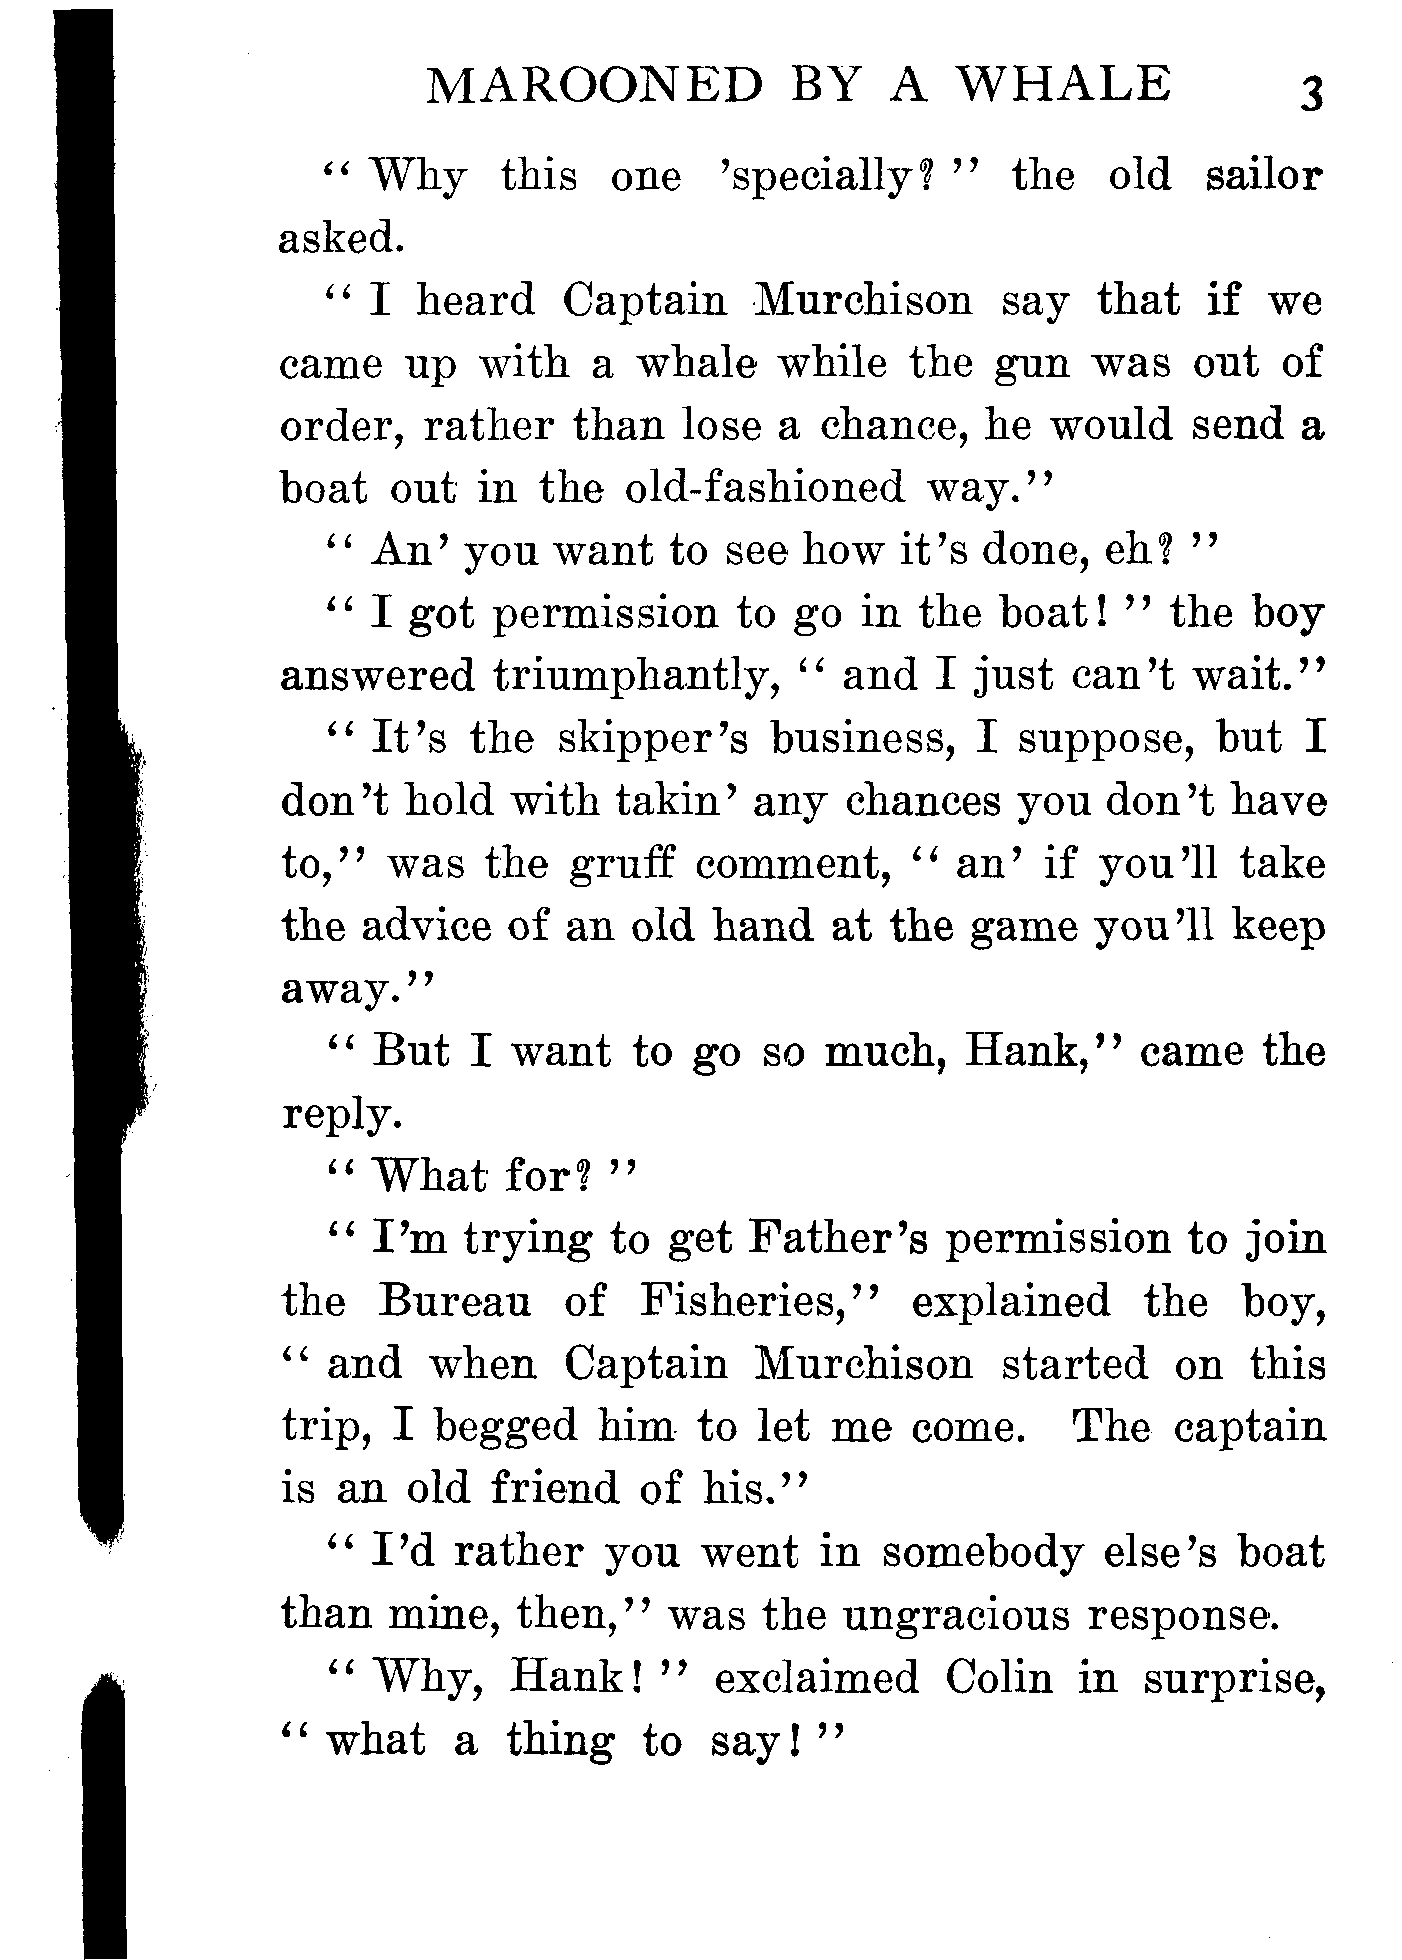 MAROONED BY A WHALE 3
“ Why this one ’specially? ” the old sailor
asked.
“ I heard Captain Murchison say that if we
came up with a whale while the gun was out of
order, rather than lose a chance, he would send a
boat out in the old-fashioned way.”
“ An’ you want to see how it’s done, eh? ”
“ I got permission to go in the boat! ” the boy
answered triumphantly, “ and I just can’t wait.”
“ It’s the skipper’s business, I suppose, but I
don’t hold with takin’ any chances you don’t have
to,” was the gruff comment, “ an’ if you’ll take
the advice of an old hand at the game you’ll keep
away.”
“ But I want to go so much, Hank,” came the
reply.
“ What for? ”
“ I’m trying to get Father’s permission to join
the Bureau of Fisheries,” explained the boy,
“ and when Captain Murchison started on this
trip, I begged him to let me come. The captain
is an old friend of his.”
“ I’d rather you went in somebody else’s boat
than mine, then,” was the ungracious response.
“ Why, Hank! ” exclaimed Colin in surprise,
“ what a thing to say! ”